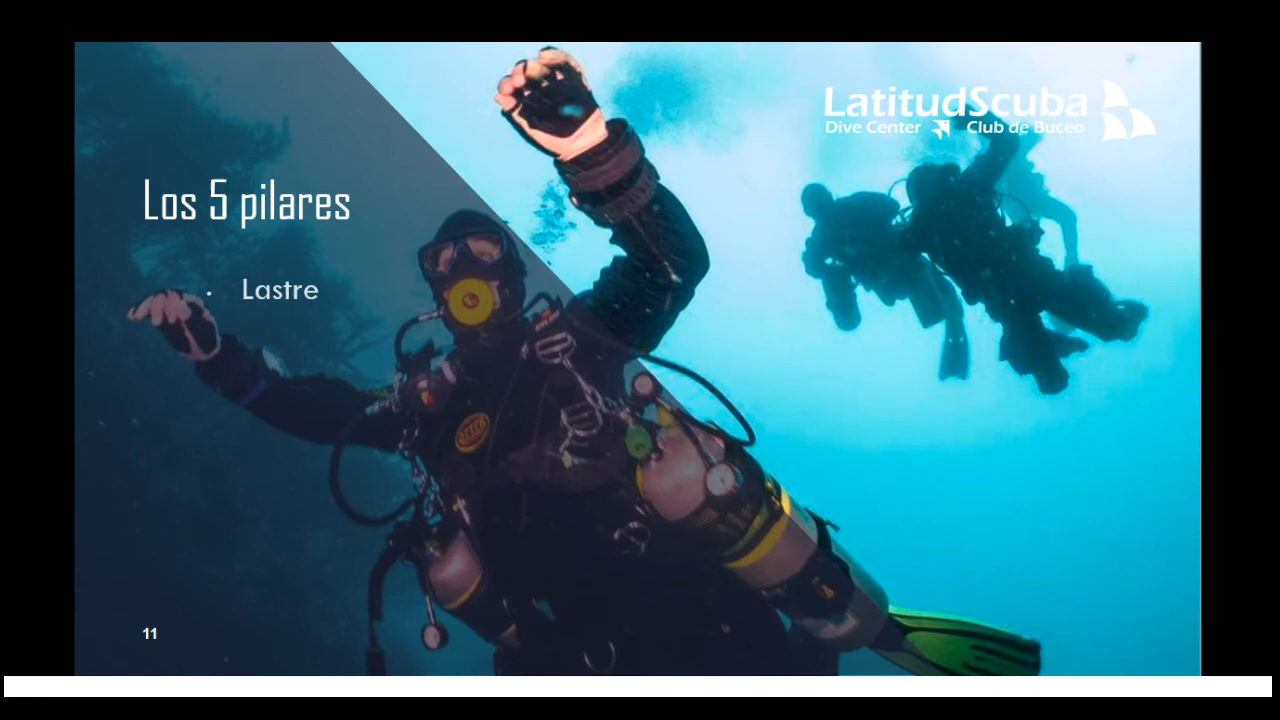 LatitudScuba
Dive Center Club de Buceo
Los 5 pilares
· Lastre
11